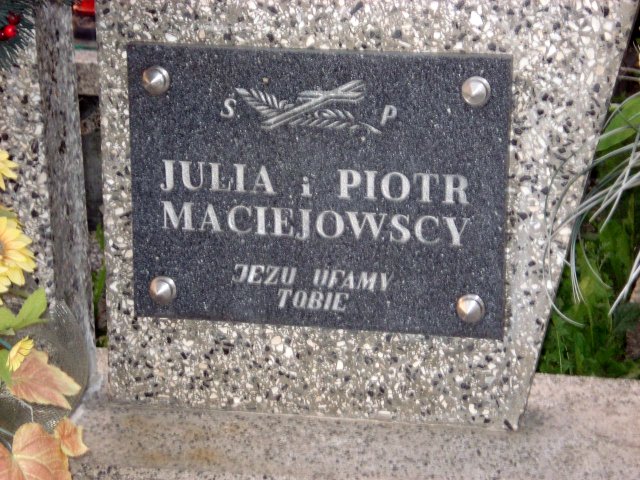 S P
JULIA i PIOTR
MACIEJOWSCY
JEZU UFAMY
TOBIE